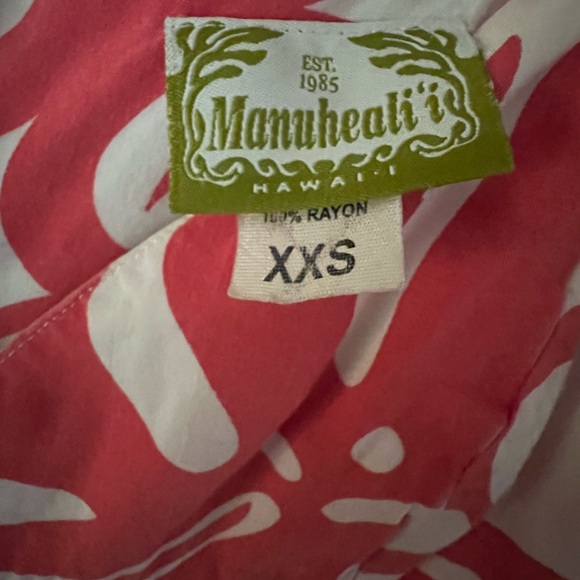 EST.
1985
Manuheali'i
HAWAI'I
100% RAYON
XXS